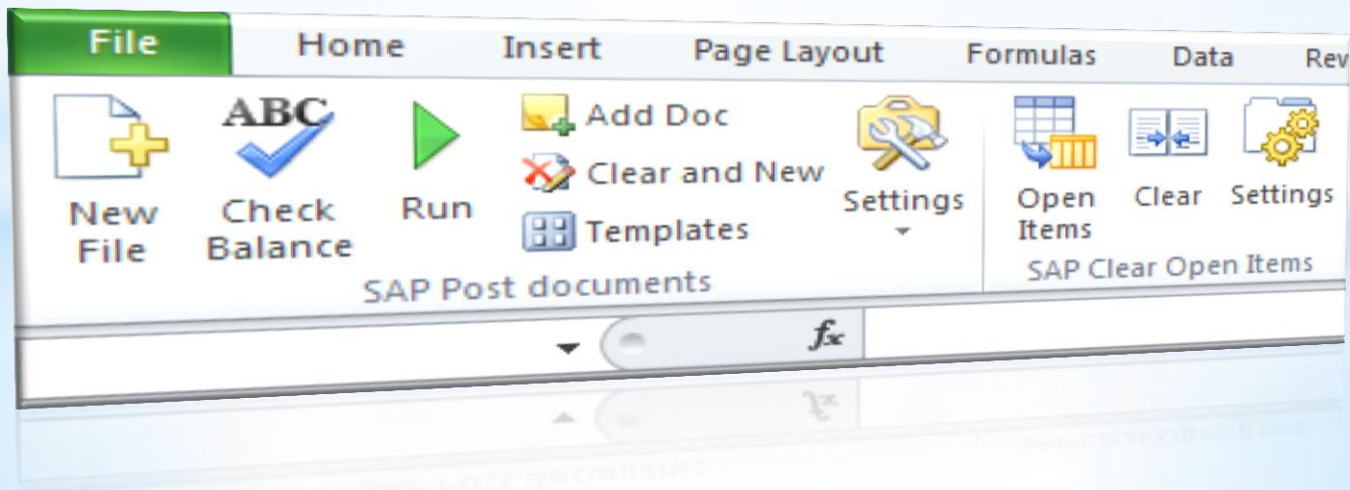 File Home Insert Page Layout Formulas Data Rev
ABC
Add Doc
Clear and New
Templates
New File
Check Balance
Run
Settings
SAP Post documents
Open Items
Clear
Settings
SAP Clear Open Items
fx